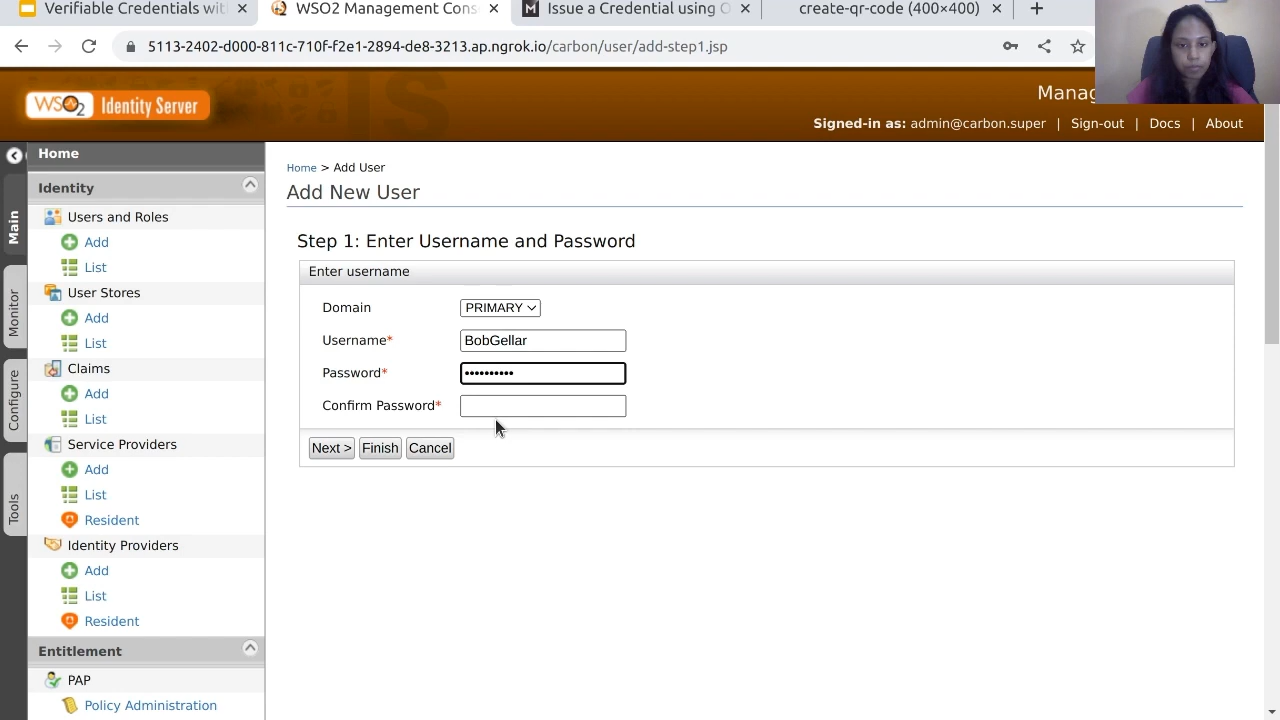 Verifiable Credentials wit
WSO2 Management Cons
Issue a Credential using O
create-qr-code (400×400)
5113-2402-d000-811c-710f-f2e1-2894-de8-3213.ap.ngrok.io/carbon/user/add-step1.jsp
WSO2 Identity Server
Manag
Signed-in as: admin@carbon.super | Sign-out | Docs | About
Home
Main
Monitor
Configure
Tools
Identity
Users and Roles
Add
List
User Stores
Add
List
Claims
Add
List
Service Providers
Add
List
Resident
Identity Providers
Add
List
Resident
Entitlement
PAP
Policy Administration
Home > Add User
Add New User
Step 1: Enter Username and Password
Enter username
Domain PRIMARY
Username* BobGellar
Password* ••••••••••
Confirm Password*
Next > Finish Cancel